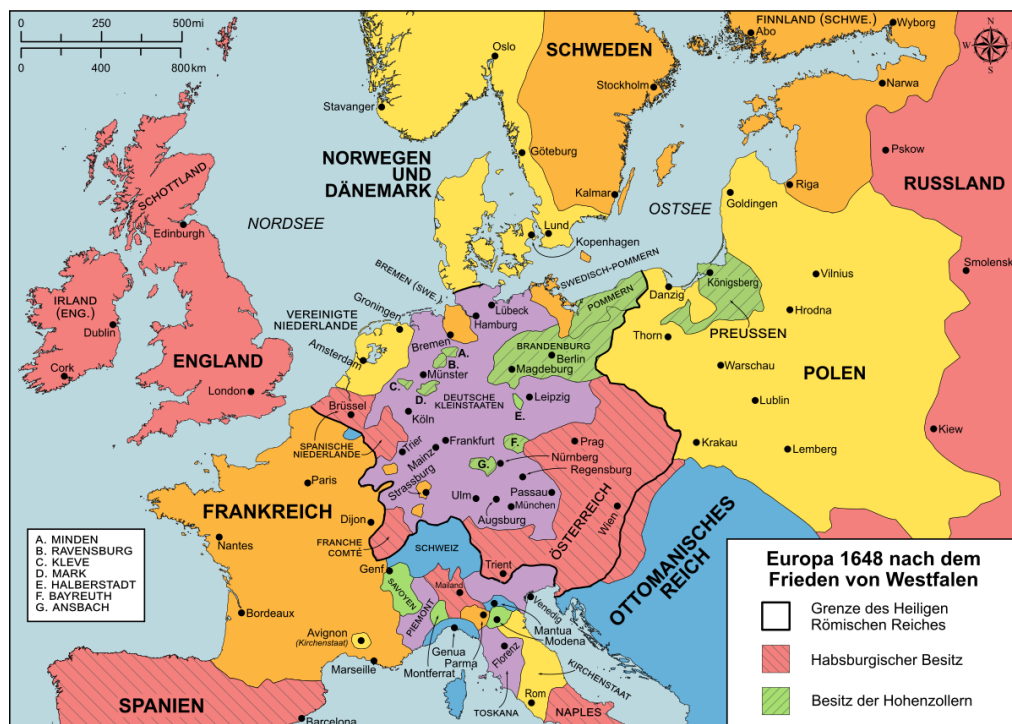 0 250 500mi
0 400 800km
FINNLAND (SCHWE.)
Wyborg
Abo
N
W
E
S
SCHWEDEN
Oslo
Stockholm
Narwa
Stavanger
Pskow
SCHOTTLAND
NORWEGEN
UND
DÄNEMARK
Göteborg
RUSSLAND
Riga
Kalmar
Goldingen
NORDSEE
OSTSEE
Edinburgh
Lund
Kopenhagen
BREMEN (SWE.)
SWEDISCH-POMMERN
Smolensk
Vilnius
Königsberg
IRLAND
(ENG.)
Groningen
Lübeck
POMMERN
Danzig
Hamburg
Hrodna
VEREINIGTE
NIEDERLANDE
Dublin
PREUSSEN
Thorn
Bremen
BRANDENBURG
Amsterdam
A.
Berlin
ENGLAND
B.
Magdeburg
Warschau
POLEN
Cork
Münster
C.
London
D.
DEUTSCHE
KLEINSTAATEN
Leipzig
Lublin
Brüssel
E.
Köln
SPANISCHE
NIEDERLANDE
Kiew
Trier
Frankfurt
F.
Prag
Krakau
Lemberg
Mainz
G.
Nürnberg
Regensburg
Paris
Strassburg
Ulm
Passau
München
Augsburg
FRANKREICH
Dijon
ÖSTERREICH
Wien
OTTOMANISCHES
REICH
Nantes
FRANCHE
COMTÉ
SCHWEIZ
A. MINDEN
B. RAVENSBURG
C. KLEVE
D. MARK
E. HALBERSTADT
F. BAYREUTH
G. ANSBACH
Genf
Trient
SAVOYEN
Mailand
PIEMONT
Venedig
Bordeaux
Avignon
(Kirchenstaat)
Mantua
Modena
Genua
Parma
Montferrat
Marseille
Florenz
KIRCHENSTAAT
Rom
TOSKANA
NAPLES
SPANIEN
Barcelona
Europa 1648 nach dem
Frieden von Westfalen
Grenze des Heiligen
Römischen Reiches
Habsburgischer Besitz
Besitz der Hohenzollern